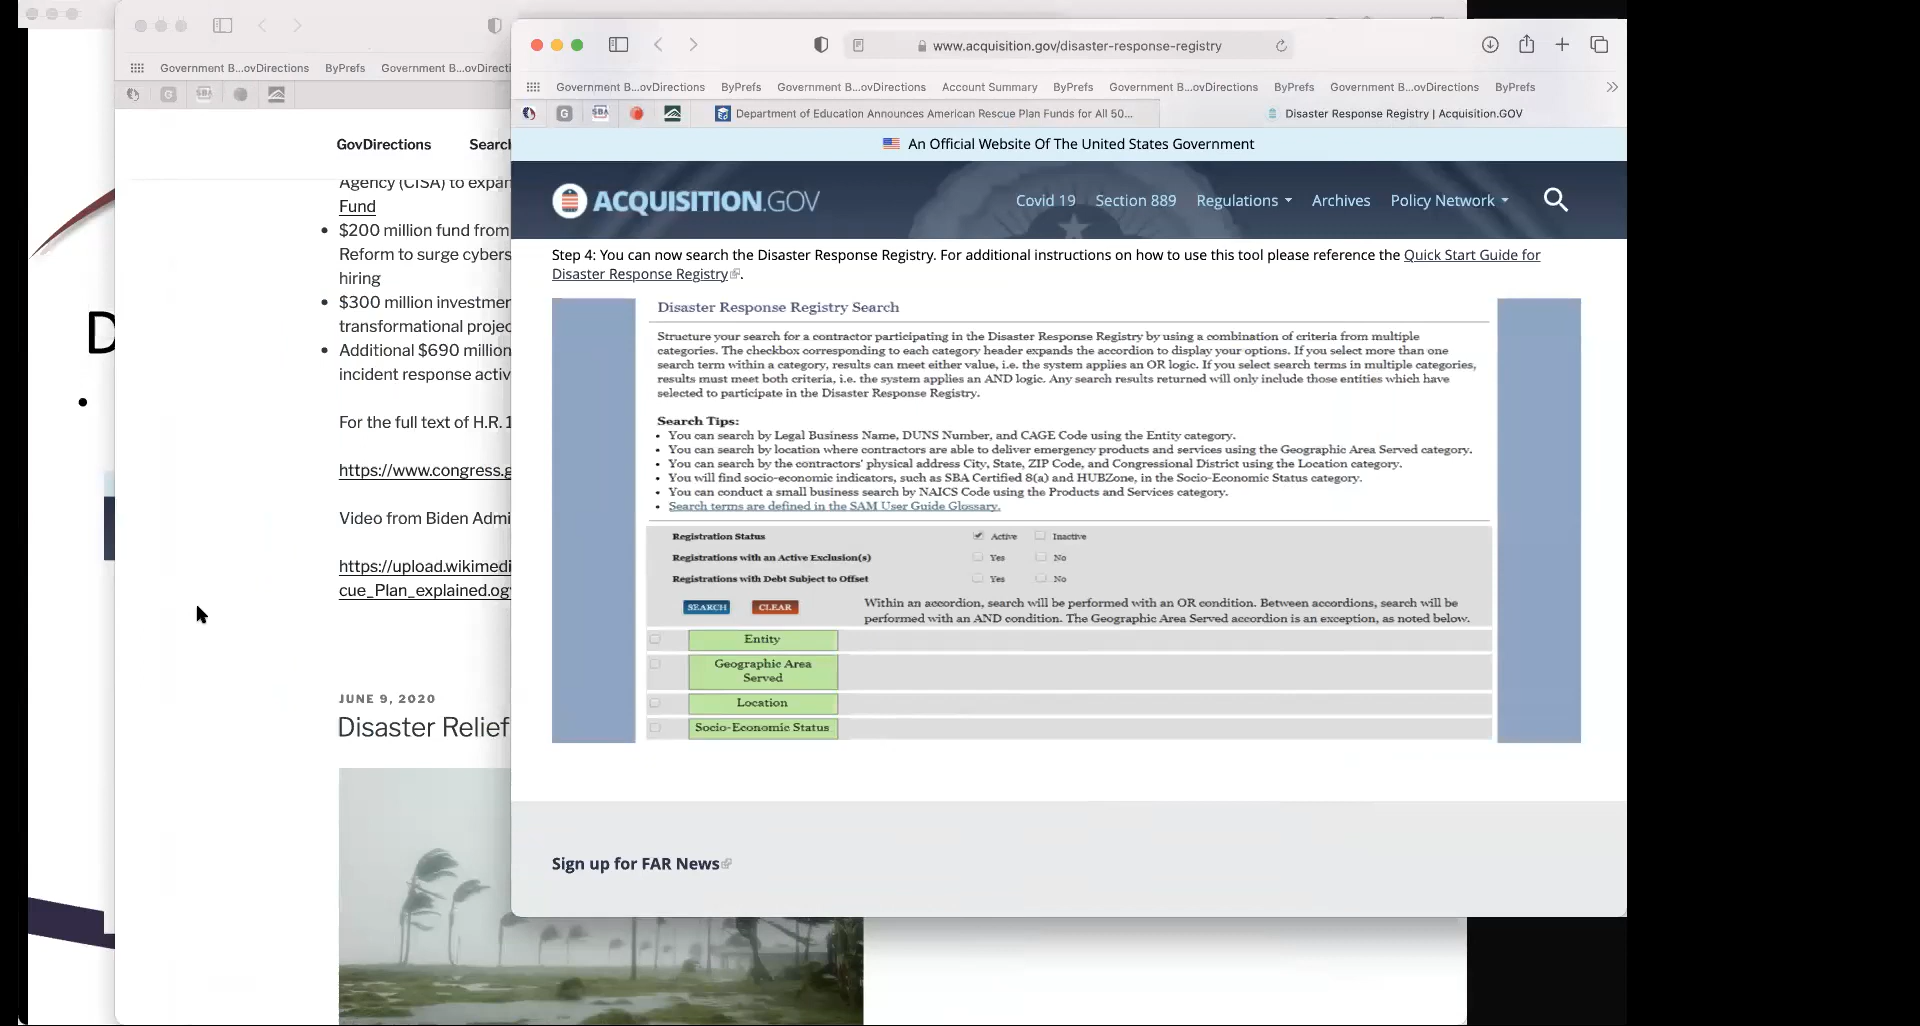 Government B...ovDirections ByPrefs Government B...ovDirecti
GovDirections Search
Agency (CISA) to expan
Fund
• $200 million fund from
Reform to surge cybers
hiring
• $300 million investmen
transformational projec
• Additional $690 million
incident response activ
For the full text of H.R. 1
https://www.congress.g
Video from Biden Admi
https://upload.wikimedi
cue_Plan_explained.og
JUNE 9, 2020
Disaster Relief
D
•
www.acquisition.gov/disaster-response-registry
Government B...ovDirections ByPrefs Government B...ovDirections Account Summary ByPrefs Government B...ovDirections ByPrefs Government B...ovDirections ByPrefs
G SBA Department of Education Announces American Rescue Plan Funds for All 50... Disaster Response Registry | Acquisition.GOV
An Official Website Of The United States Government
ACQUISITION.GOV Covid 19 Section 889 Regulations Archives Policy Network
Step 4: You can now search the Disaster Response Registry. For additional instructions on how to use this tool please reference the Quick Start Guide for
Disaster Response Registry.
Disaster Response Registry Search
Structure your search for a contractor participating in the Disaster Response Registry by using a combination of criteria from multiple
categories. The checkbox corresponding to each category header expands the accordion to display your options. If you select more than one
search term within a category, results can meet either value, i.e. the system applies an OR logic. If you select search terms in multiple categories,
results must meet both criteria, i.e. the system applies an AND logic. Any search results returned will only include those entities which have
selected to participate in the Disaster Response Registry.
Search Tips:
• You can search by Legal Business Name, DUNS Number, and CAGE Code using the Entity category.
• You can search by location where contractors are able to deliver emergency products and services using the Geographic Area Served category.
• You can search by the contractors' physical address City, State, ZIP Code, and Congressional District using the Location category.
• You will find socio-economic indicators, such as SBA Certified 8(a) and HUBZone, in the Socio-Economic Status category.
• You can conduct a small business search by NAICS Code using the Products and Services category.
• Search terms are defined in the SAM User Guide Glossary.
Registration Status Active Inactive
Registrations with an Active Exclusion(s) Yes No
Registrations with Debt Subject to Offset Yes No
SEARCH CLEAR Within an accordion, search will be performed with an OR condition. Between accordions, search will be
performed with an AND condition. The Geographic Area Served accordion is an exception, as noted below.
Entity
Geographic Area
Served
Location
Socio-Economic Status
Sign up for FAR News